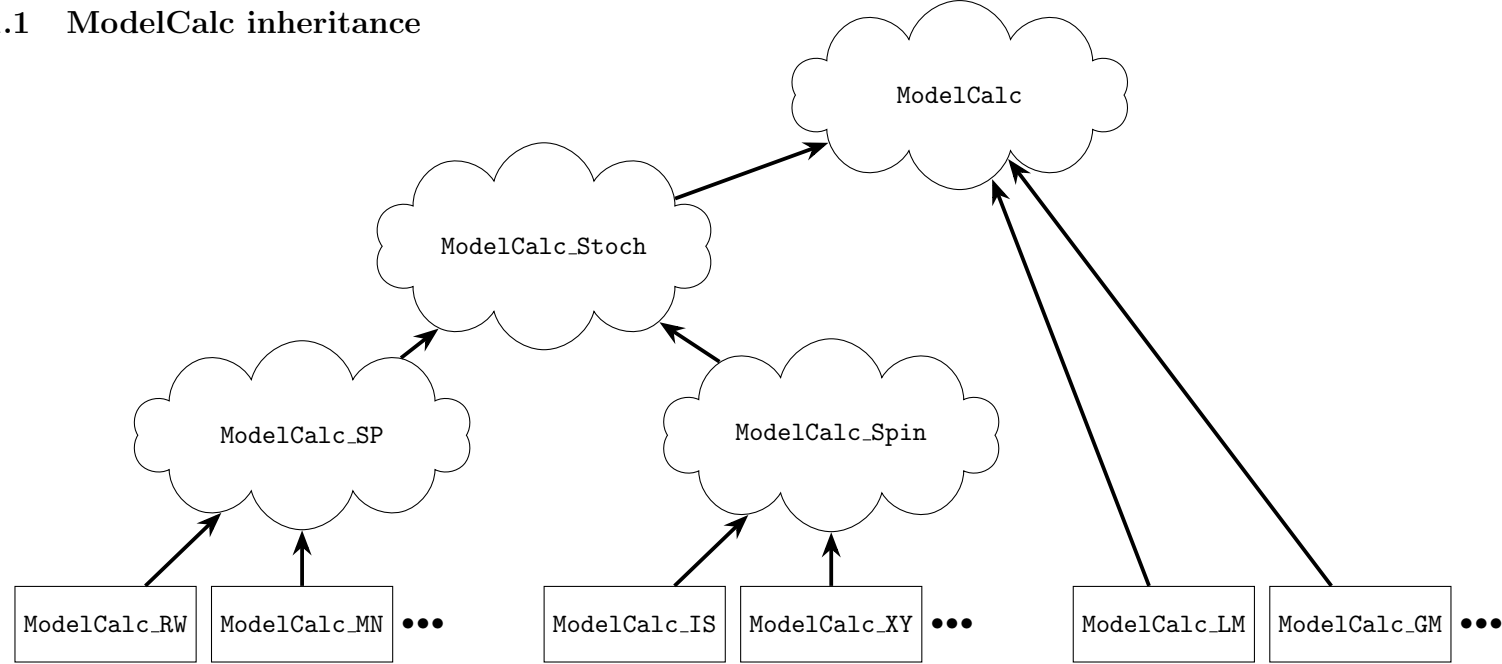 .1 ModelCalc inheritance
ModelCalc
ModelCalc_Stoch
ModelCalc_SP
ModelCalc_Spin
ModelCalc_RW ModelCalc_MN ••• ModelCalc_IS ModelCalc_XY ••• ModelCalc_LM ModelCalc_GM •••